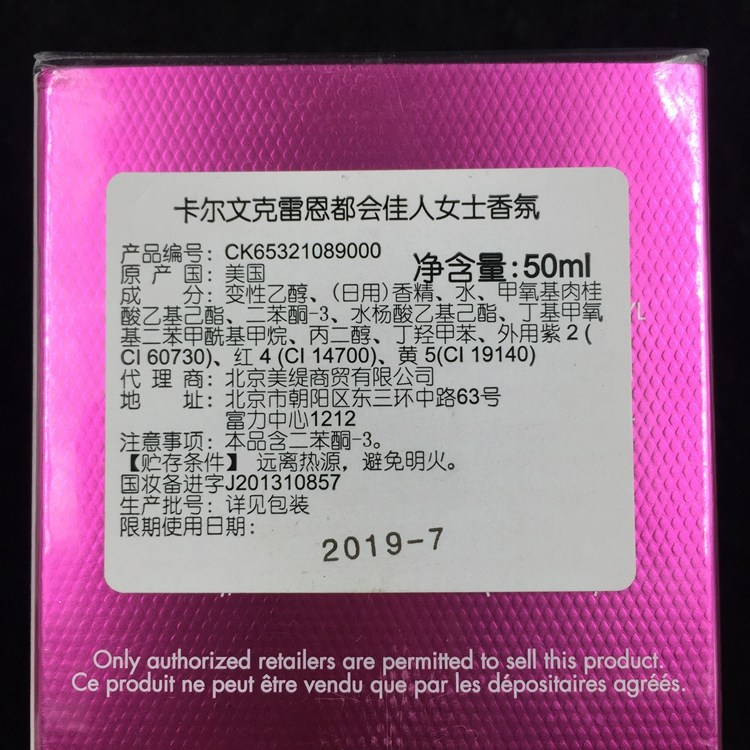 卡尔文克雷恩都会佳人女士香氛
产品编号：CK65321089000
净含量:50ml
原产国：美国
成分：变性乙醇、（日用）香精、水、甲氧基肉桂
酸乙基己酯、二苯酮-3、水杨酸乙基己酯、丁基甲氧
基二苯甲酰基甲烷、丙二醇、丁羟甲苯、外用紫 2 (
CI 60730)、红 4 (CI 14700)、黄 5(CI 19140)
代理商：北京美缇商贸有限公司
地址：北京市朝阳区东三环中路63号
富力中心1212
注意事项：本品含二苯酮-3。
【贮存条件】 远离热源，避免明火。
国妆备进字J201310857
生产批号：详见包装
限期使用日期：
2019-7
YL
Only authorized retailers are permitted to sell this product.
Ce produit ne peut être vendu que par les dépositaires agréés.